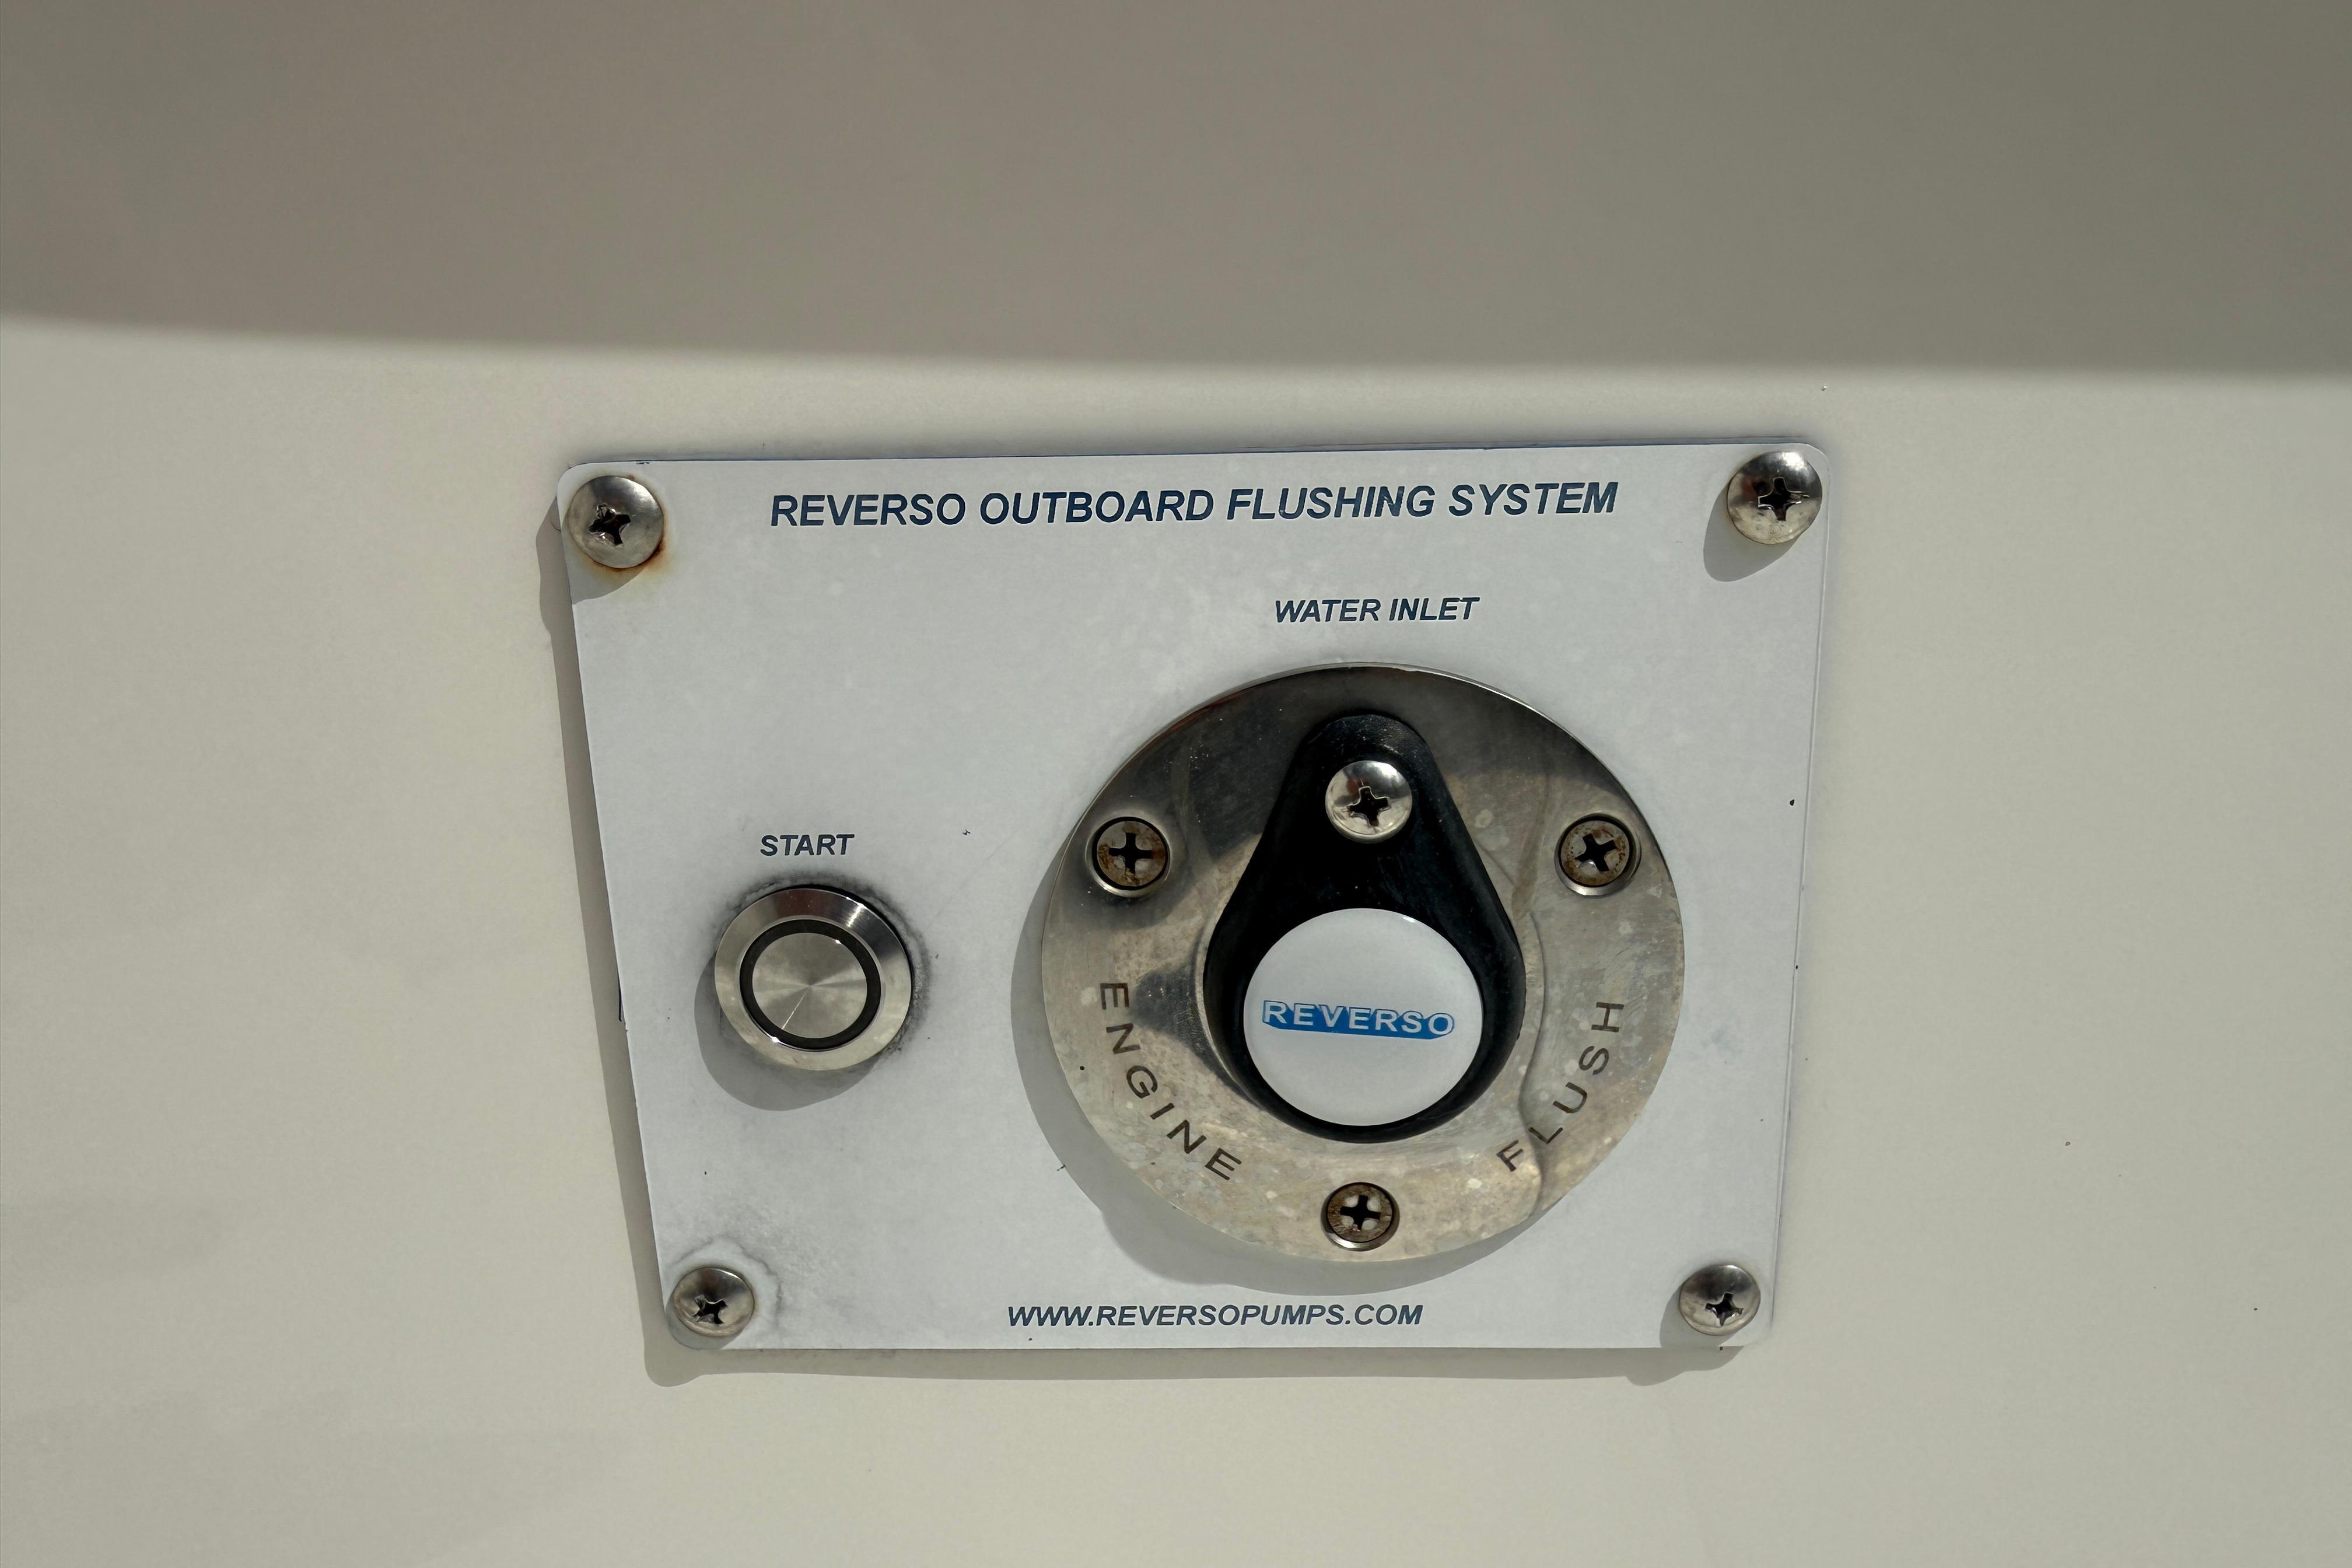 REVERSO OUTBOARD FLUSHING SYSTEM
WATER INLET
START
REVERSO
ENGINE FLUSH
WWW.REVERSOPUMPS.COM